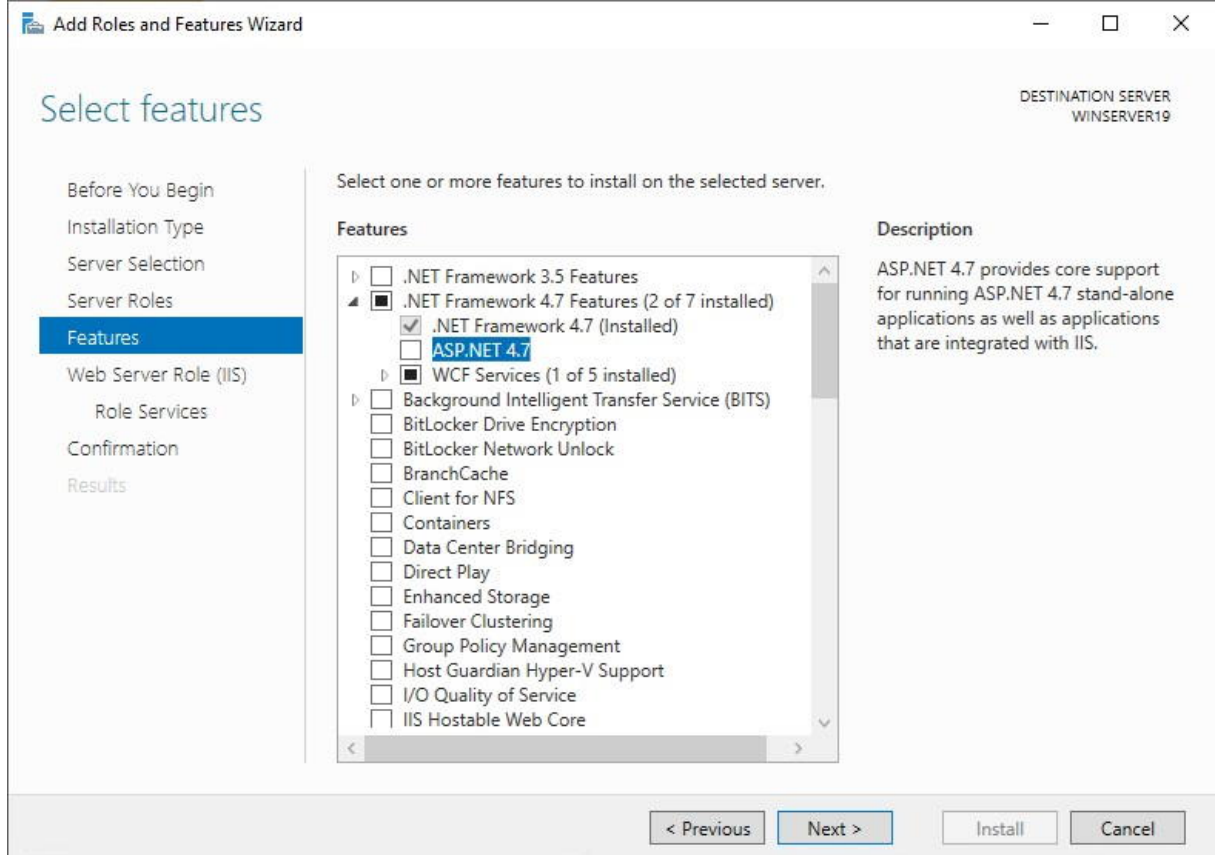 Add Roles and Features Wizard
Select features
DESTINATION SERVER
WINSERVER19
Before You Begin
Installation Type
Server Selection
Server Roles
Features
Web Server Role (IIS)
Role Services
Confirmation
Results
Select one or more features to install on the selected server.
Features
.NET Framework 3.5 Features
.NET Framework 4.7 Features (2 of 7 installed)
.NET Framework 4.7 (Installed)
ASP.NET 4.7
WCF Services (1 of 5 installed)
Background Intelligent Transfer Service (BITS)
BitLocker Drive Encryption
BitLocker Network Unlock
BranchCache
Client for NFS
Containers
Data Center Bridging
Direct Play
Enhanced Storage
Failover Clustering
Group Policy Management
Host Guardian Hyper-V Support
I/O Quality of Service
IIS Hostable Web Core
Description
ASP.NET 4.7 provides core support
for running ASP.NET 4.7 stand-alone
applications as well as applications
that are integrated with IIS.
< Previous
Next >
Install
Cancel